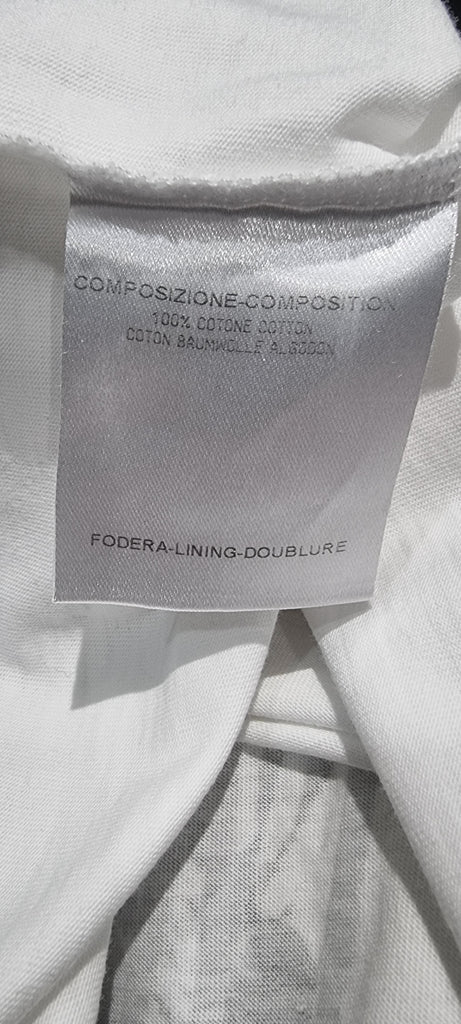 COMPOSIZIONE-COMPOSITION
100% COTONE COTTON
COTON BAUMWOLLE ALGODON
FODERA-LINING-DOUBLURE